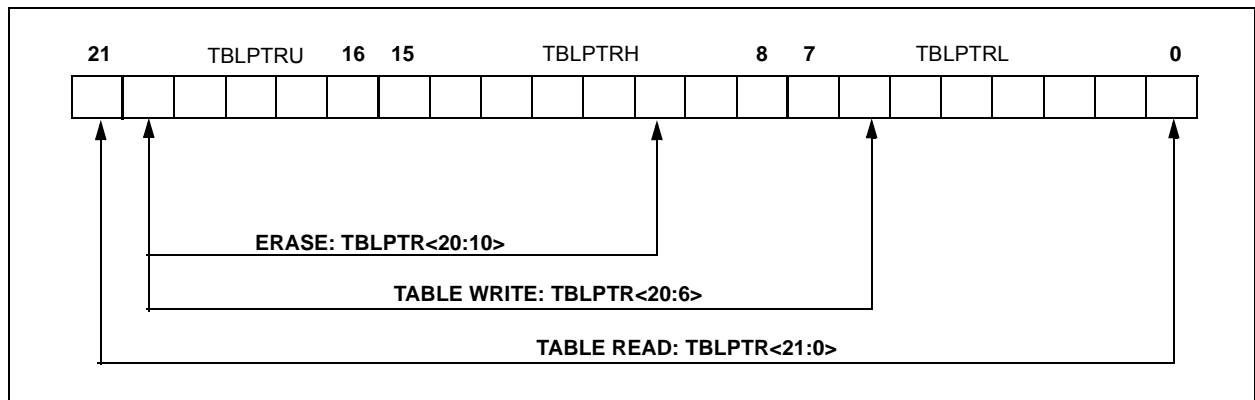 21 TBLPTRU 16 15 TBLPTRH 8 7 TBLPTRL 0
ERASE: TBLPTR<20:10>
TABLE WRITE: TBLPTR<20:6>
TABLE READ: TBLPTR<21:0>